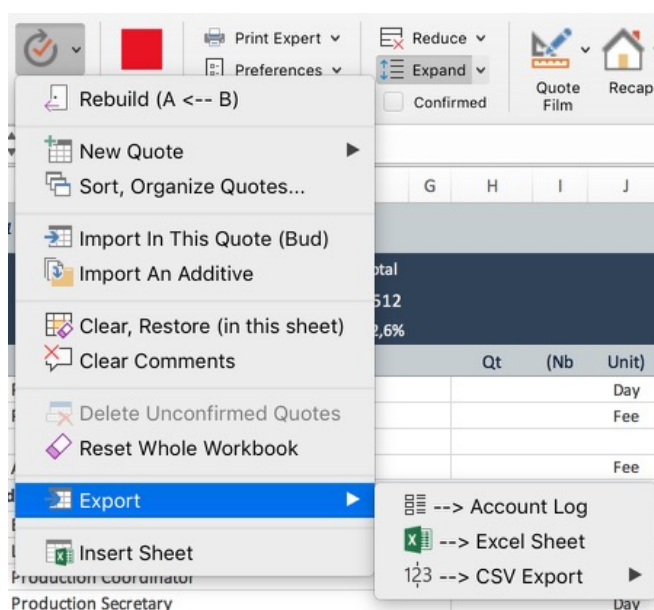 Print Expert
Reduce
Preferences
Expand
Confirmed
Quote
Film
Recap
Rebuild (A <-- B)
New Quote
Sort, Organize Quotes...
Import In This Quote (Bud)
Import An Additive
Clear, Restore (in this sheet)
Clear Comments
Delete Unconfirmed Quotes
Reset Whole Workbook
Export
Insert Sheet
--> Account Log
--> Excel Sheet
123 --> CSV Export
G H I J
512
2,6%
Qt (Nb Unit)
Day
Fee
Fee
Production Coordinator
Production Secretary
Day